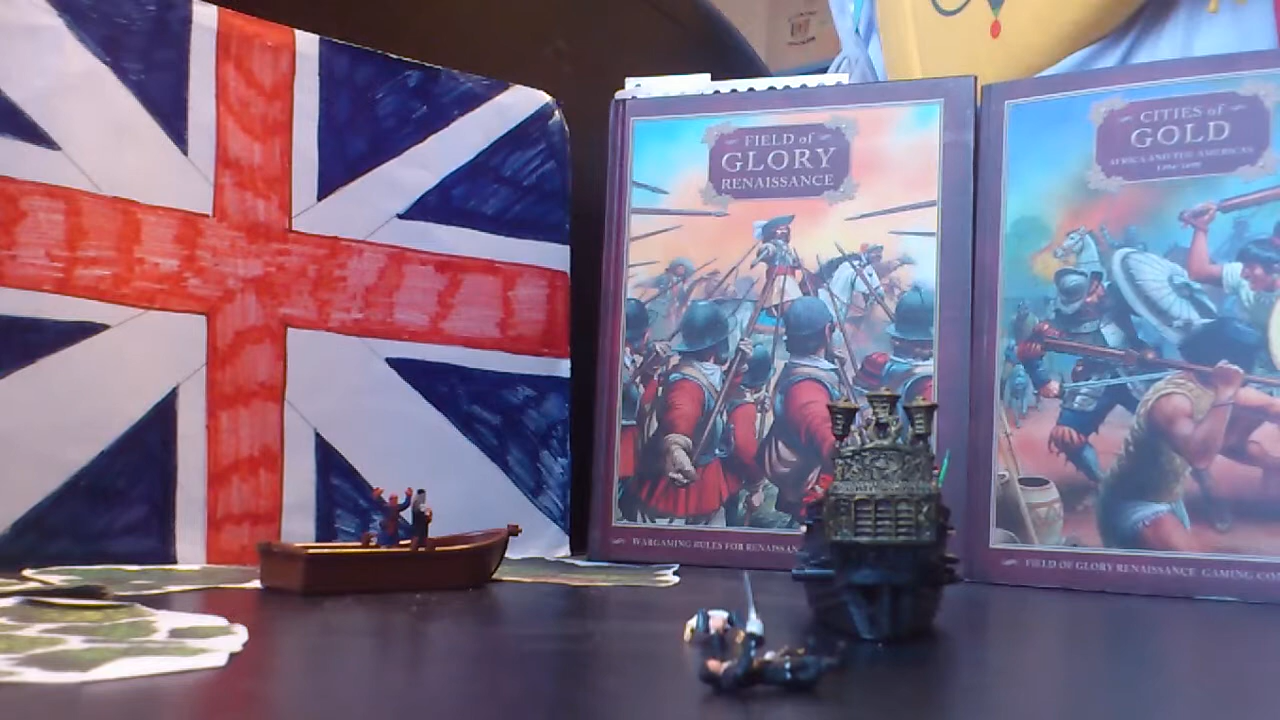 FIELD of
GLORY
RENAISSANCE
WARGAMING RULES FOR RENAISSAN
CITIES of
GOLD
AFRICA AND THE AMERICAS
FIELD OF GLORY RENAISSANCE GAMING CO